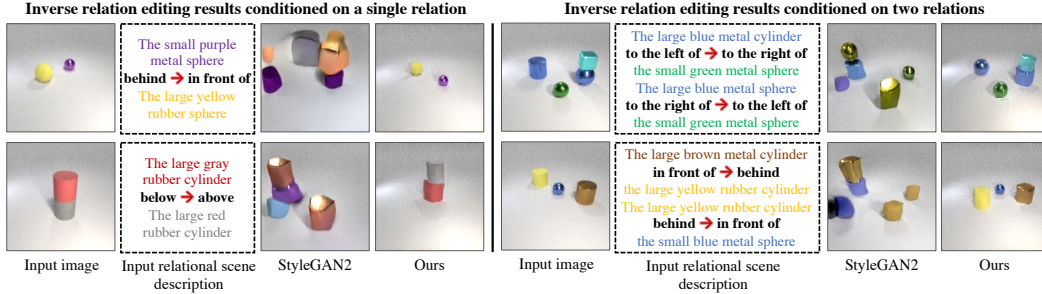 Inverse relation editing results conditioned on a single relation
The small purple
metal sphere
behind → in front of
The large yellow
rubber sphere
The large gray
rubber cylinder
below → above
The large red
rubber cylinder
Input image
Input relational scene
description
StyleGAN2
Ours
Inverse relation editing results conditioned on two relations
The large blue metal cylinder
to the left of → to the right of
the small green metal sphere
The large blue metal sphere
to the right of → to the left of
the small green metal sphere
The large brown metal cylinder
in front of → behind
the large yellow rubber cylinder
The large yellow rubber cylinder
behind → in front of
the small blue metal sphere
Input image
Input relational scene
description
StyleGAN2
Ours